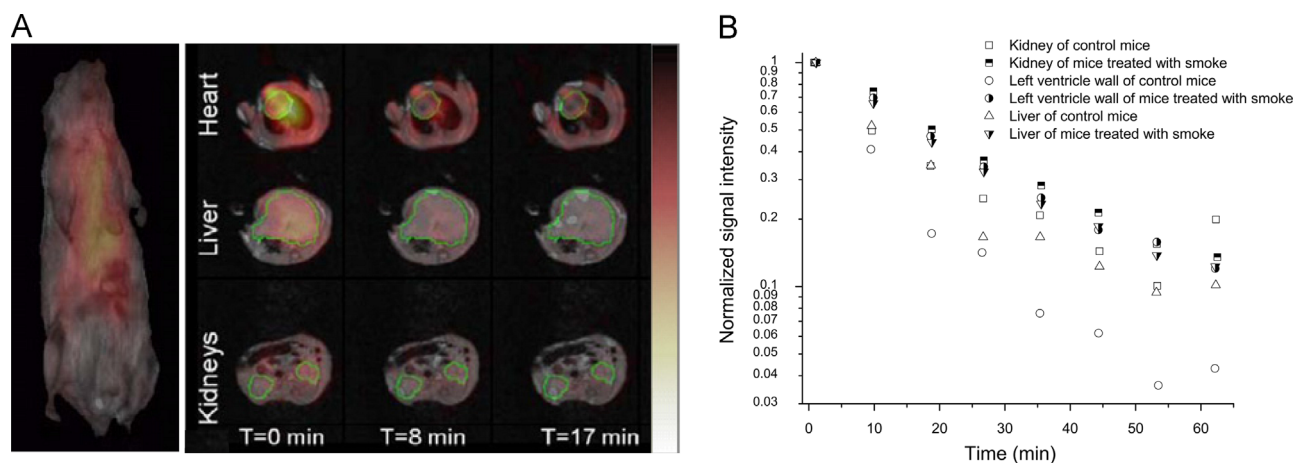 A
Heart
Liver
Kidneys
T=0 min
T=8 min
T=17 min
B
Kidney of control mice
Kidney of mice treated with smoke
Left ventricle wall of control mice
Left ventricle wall of mice treated with smoke
Liver of control mice
Liver of mice treated with smoke
Normalized signal intensity
1
0.9
0.8
0.7
0.6
0.5
0.4
0.3
0.2
0.1
0.09
0.08
0.07
0.06
0.05
0.04
0.03
0 10 20 30 40 50 60
Time (min)